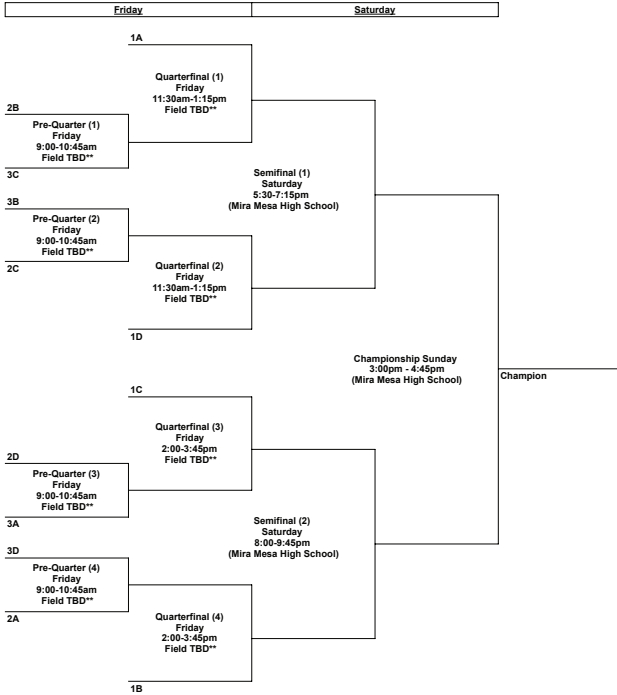 Friday
Saturday
1A
Quarterfinal (1)
Friday
11:30am-1:15pm
Field TBD**
2B
Pre-Quarter (1)
Friday
9:00-10:45am
Field TBD**
3C
Semifinal (1)
Saturday
5:30-7:15pm
(Mira Mesa High School)
3B
Pre-Quarter (2)
Friday
9:00-10:45am
Field TBD**
2C
Quarterfinal (2)
Friday
11:30am-1:15pm
Field TBD**
1D
Championship Sunday
3:00pm - 4:45pm
(Mira Mesa High School)
Champion
1C
Quarterfinal (3)
Friday
2:00-3:45pm
Field TBD**
2D
Pre-Quarter (3)
Friday
9:00-10:45am
Field TBD**
3A
Semifinal (2)
Saturday
8:00-9:45pm
(Mira Mesa High School)
3D
Pre-Quarter (4)
Friday
9:00-10:45am
Field TBD**
2A
Quarterfinal (4)
Friday
2:00-3:45pm
Field TBD**
1B